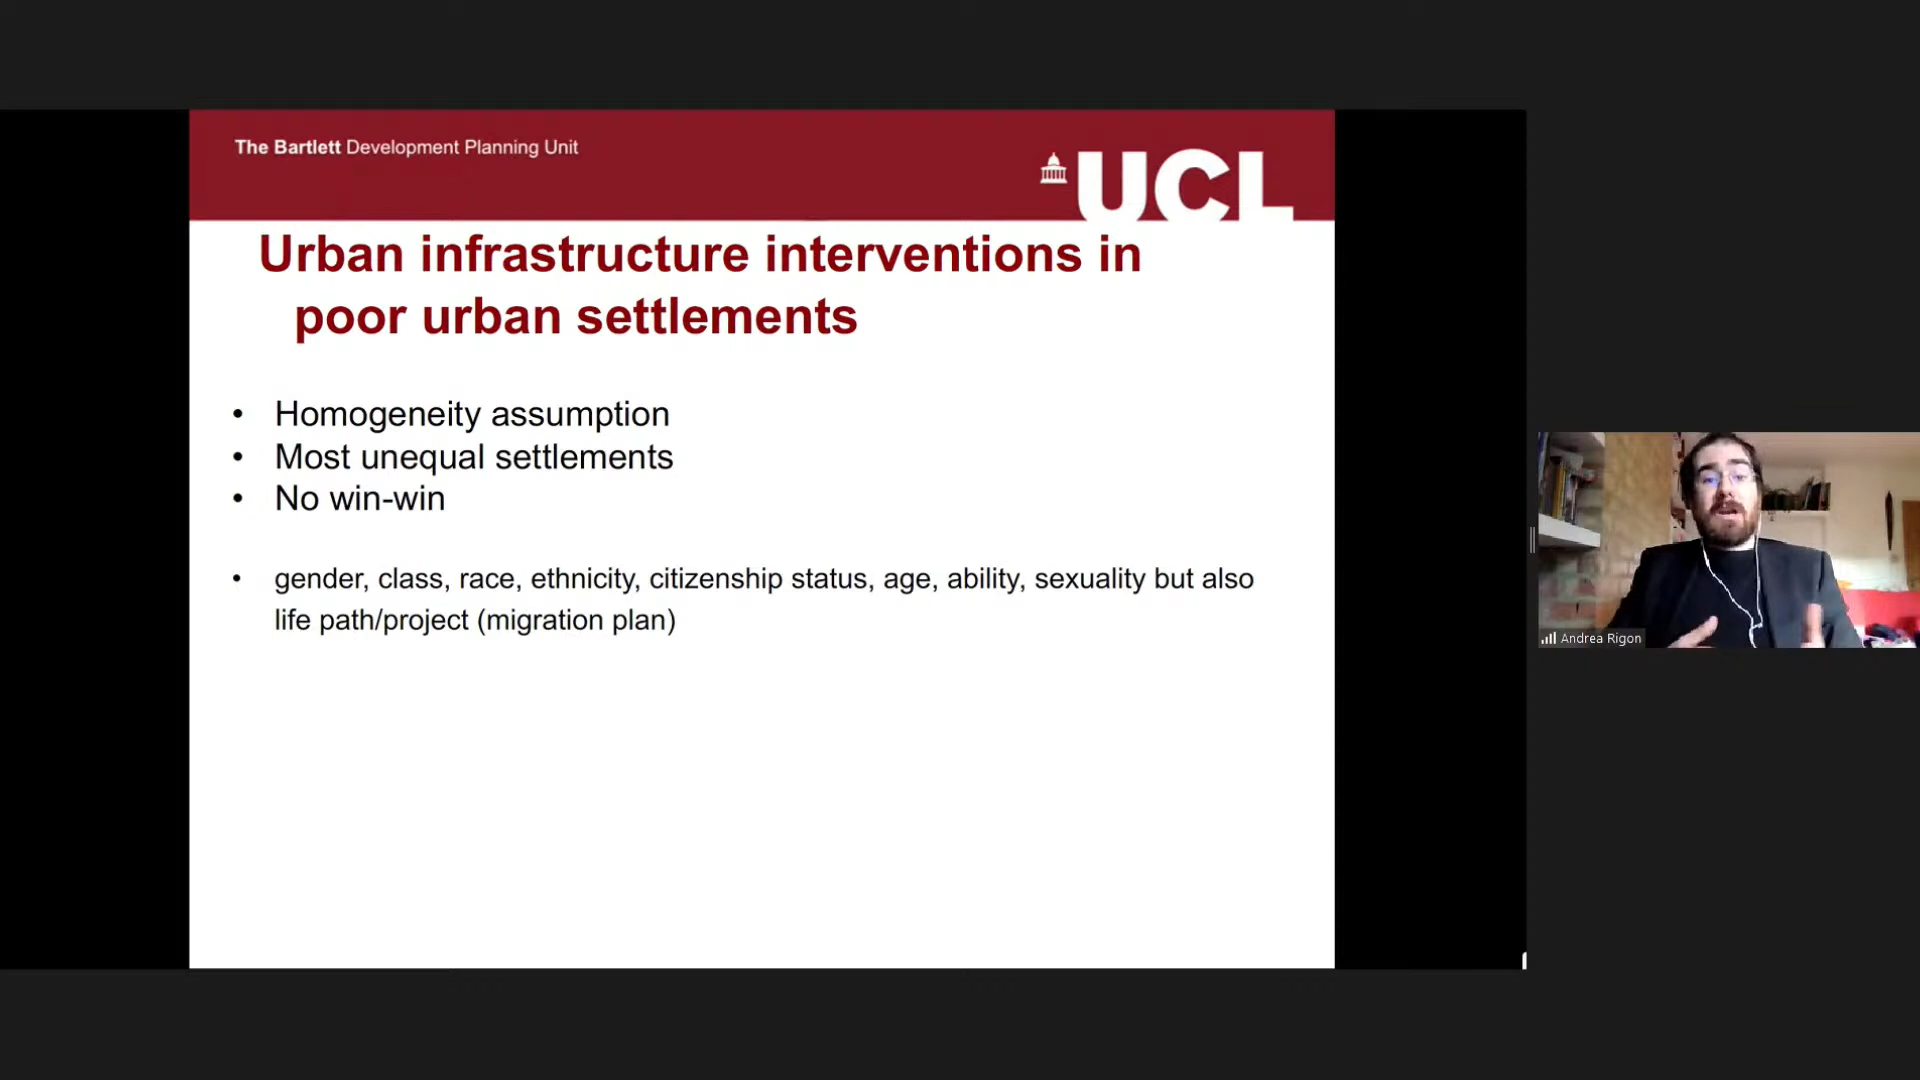 The Bartlett Development Planning Unit
UCL
Urban infrastructure interventions in
poor urban settlements
• Homogeneity assumption
• Most unequal settlements
• No win-win
• gender, class, race, ethnicity, citizenship status, age, ability, sexuality but also
life path/project (migration plan)
Andrea Rigon